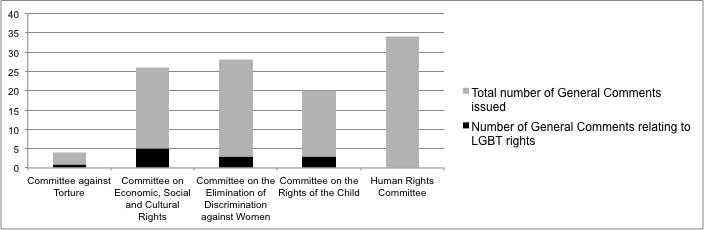 40
35
30
25
20
15
10
5
0
Committee against
Torture
Committee on
Economic, Social
and Cultural
Rights
Committee on the
Elimination of
Discrimination
against Women
Committee on the
Rights of the Child
Human Rights
Committee
Total number of General Comments
issued
Number of General Comments relating to
LGBT rights